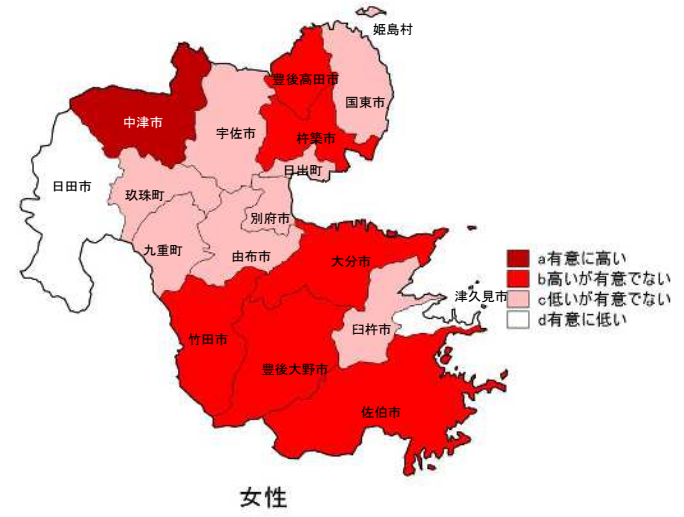 姫島村
豊後高田市
国東市
中津市
宇佐市
杵築市
日出町
日田市
玖珠町
別府市
九重町
由布市
大分市
a有意に高い
b高いが有意でない
c低いが有意でない
d有意に低い
津久見市
臼杵市
竹田市
豊後大野市
佐伯市
女性